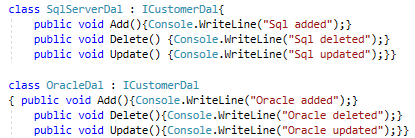 class SqlServerDal : ICustomerDal{
public void Add(){Console.WriteLine("Sql added");}
public void Delete() {Console.WriteLine("Sql deleted");}
public void Update() {Console.WriteLine("Sql updated");}}
class OracleDal : ICustomerDal
{ public void Add(){Console.WriteLine("Oracle added");}
public void Delete(){Console.WriteLine("Oracle deleted");}
public void Update(){Console.WriteLine("Oracle updated");}}